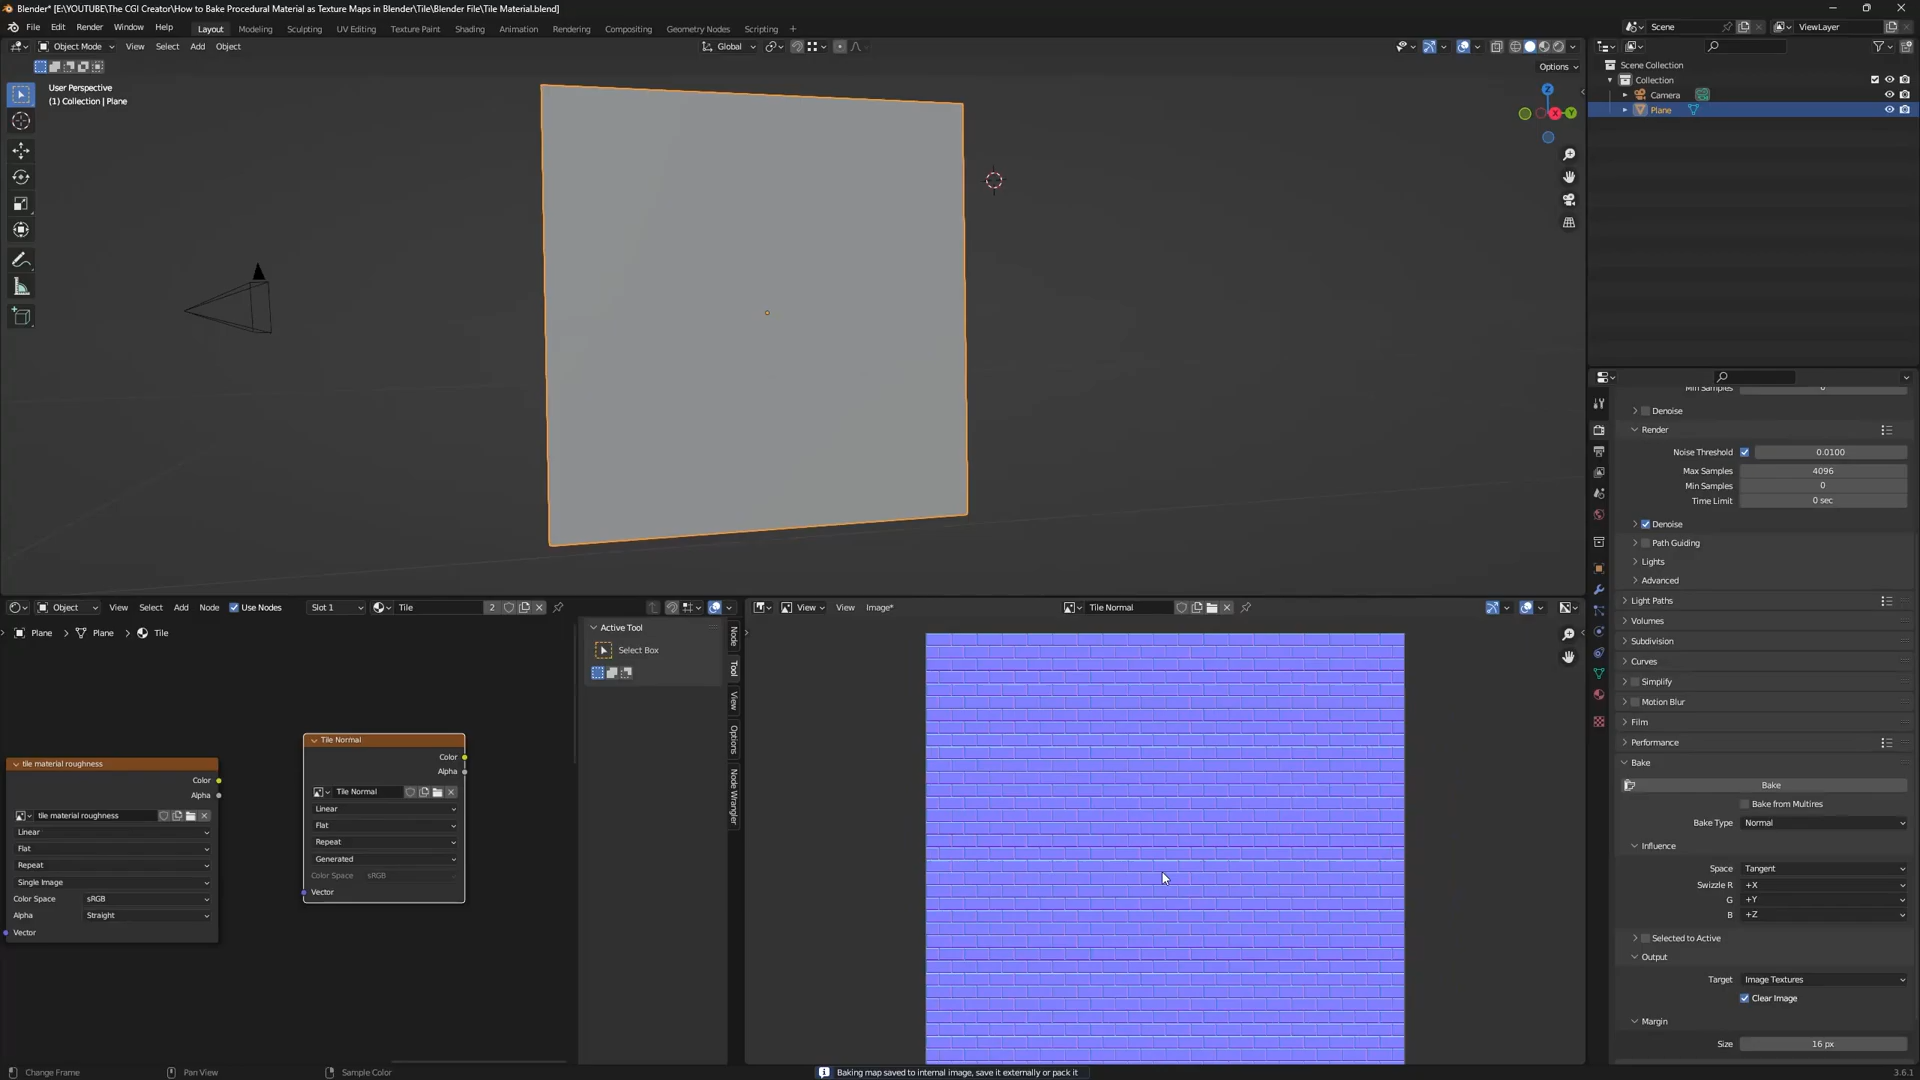 Blender* [E:\YOUTUBE\The CGI Creator\How to Bake Procedural Material as Texture Maps in Blender\Tile\Blender File\Tile Material.blend]
File Edit Render Window Help
Layout Modeling Sculpting UV Editing Texture Paint Shading Animation Rendering Compositing Geometry Nodes Scripting +
Scene
ViewLayer
Object Mode View Select Add Object
Global
Options
User Perspective
(1) Collection | Plane
Scene Collection
Collection
Camera
Plane
Denoise
Render
Noise Threshold 0.0100
Max Samples 4096
Min Samples 0
Time Limit 0 sec
Denoise
Path Guiding
Lights
Advanced
Light Paths
Volumes
Subdivision
Curves
Simplify
Motion Blur
Film
Performance
Bake
Bake
Bake from Multires
Bake Type Normal
Influence
Space Tangent
Swizzle R +X
G +Y
B +Z
Selected to Active
Output
Target Image Textures
Clear Image
Margin
Size 16 px
Object View Select Add Node Use Nodes Slot 1 Tile 2
Plane Plane Tile
tile material roughness
Color
Alpha
tile material roughness
Linear
Flat
Repeat
Single Image
Color Space sRGB
Alpha Straight
Vector
Tile Normal
Color
Alpha
Tile Normal
Linear
Flat
Repeat
Generated
Color Space sRGB
Vector
Active Tool
Select Box
Node
Tool
View
Options
Node Wrangler
View View Image* Tile Normal
Change Frame Pan View Sample Color
Baking map saved to internal image, save it externally or pack it
3.6.1